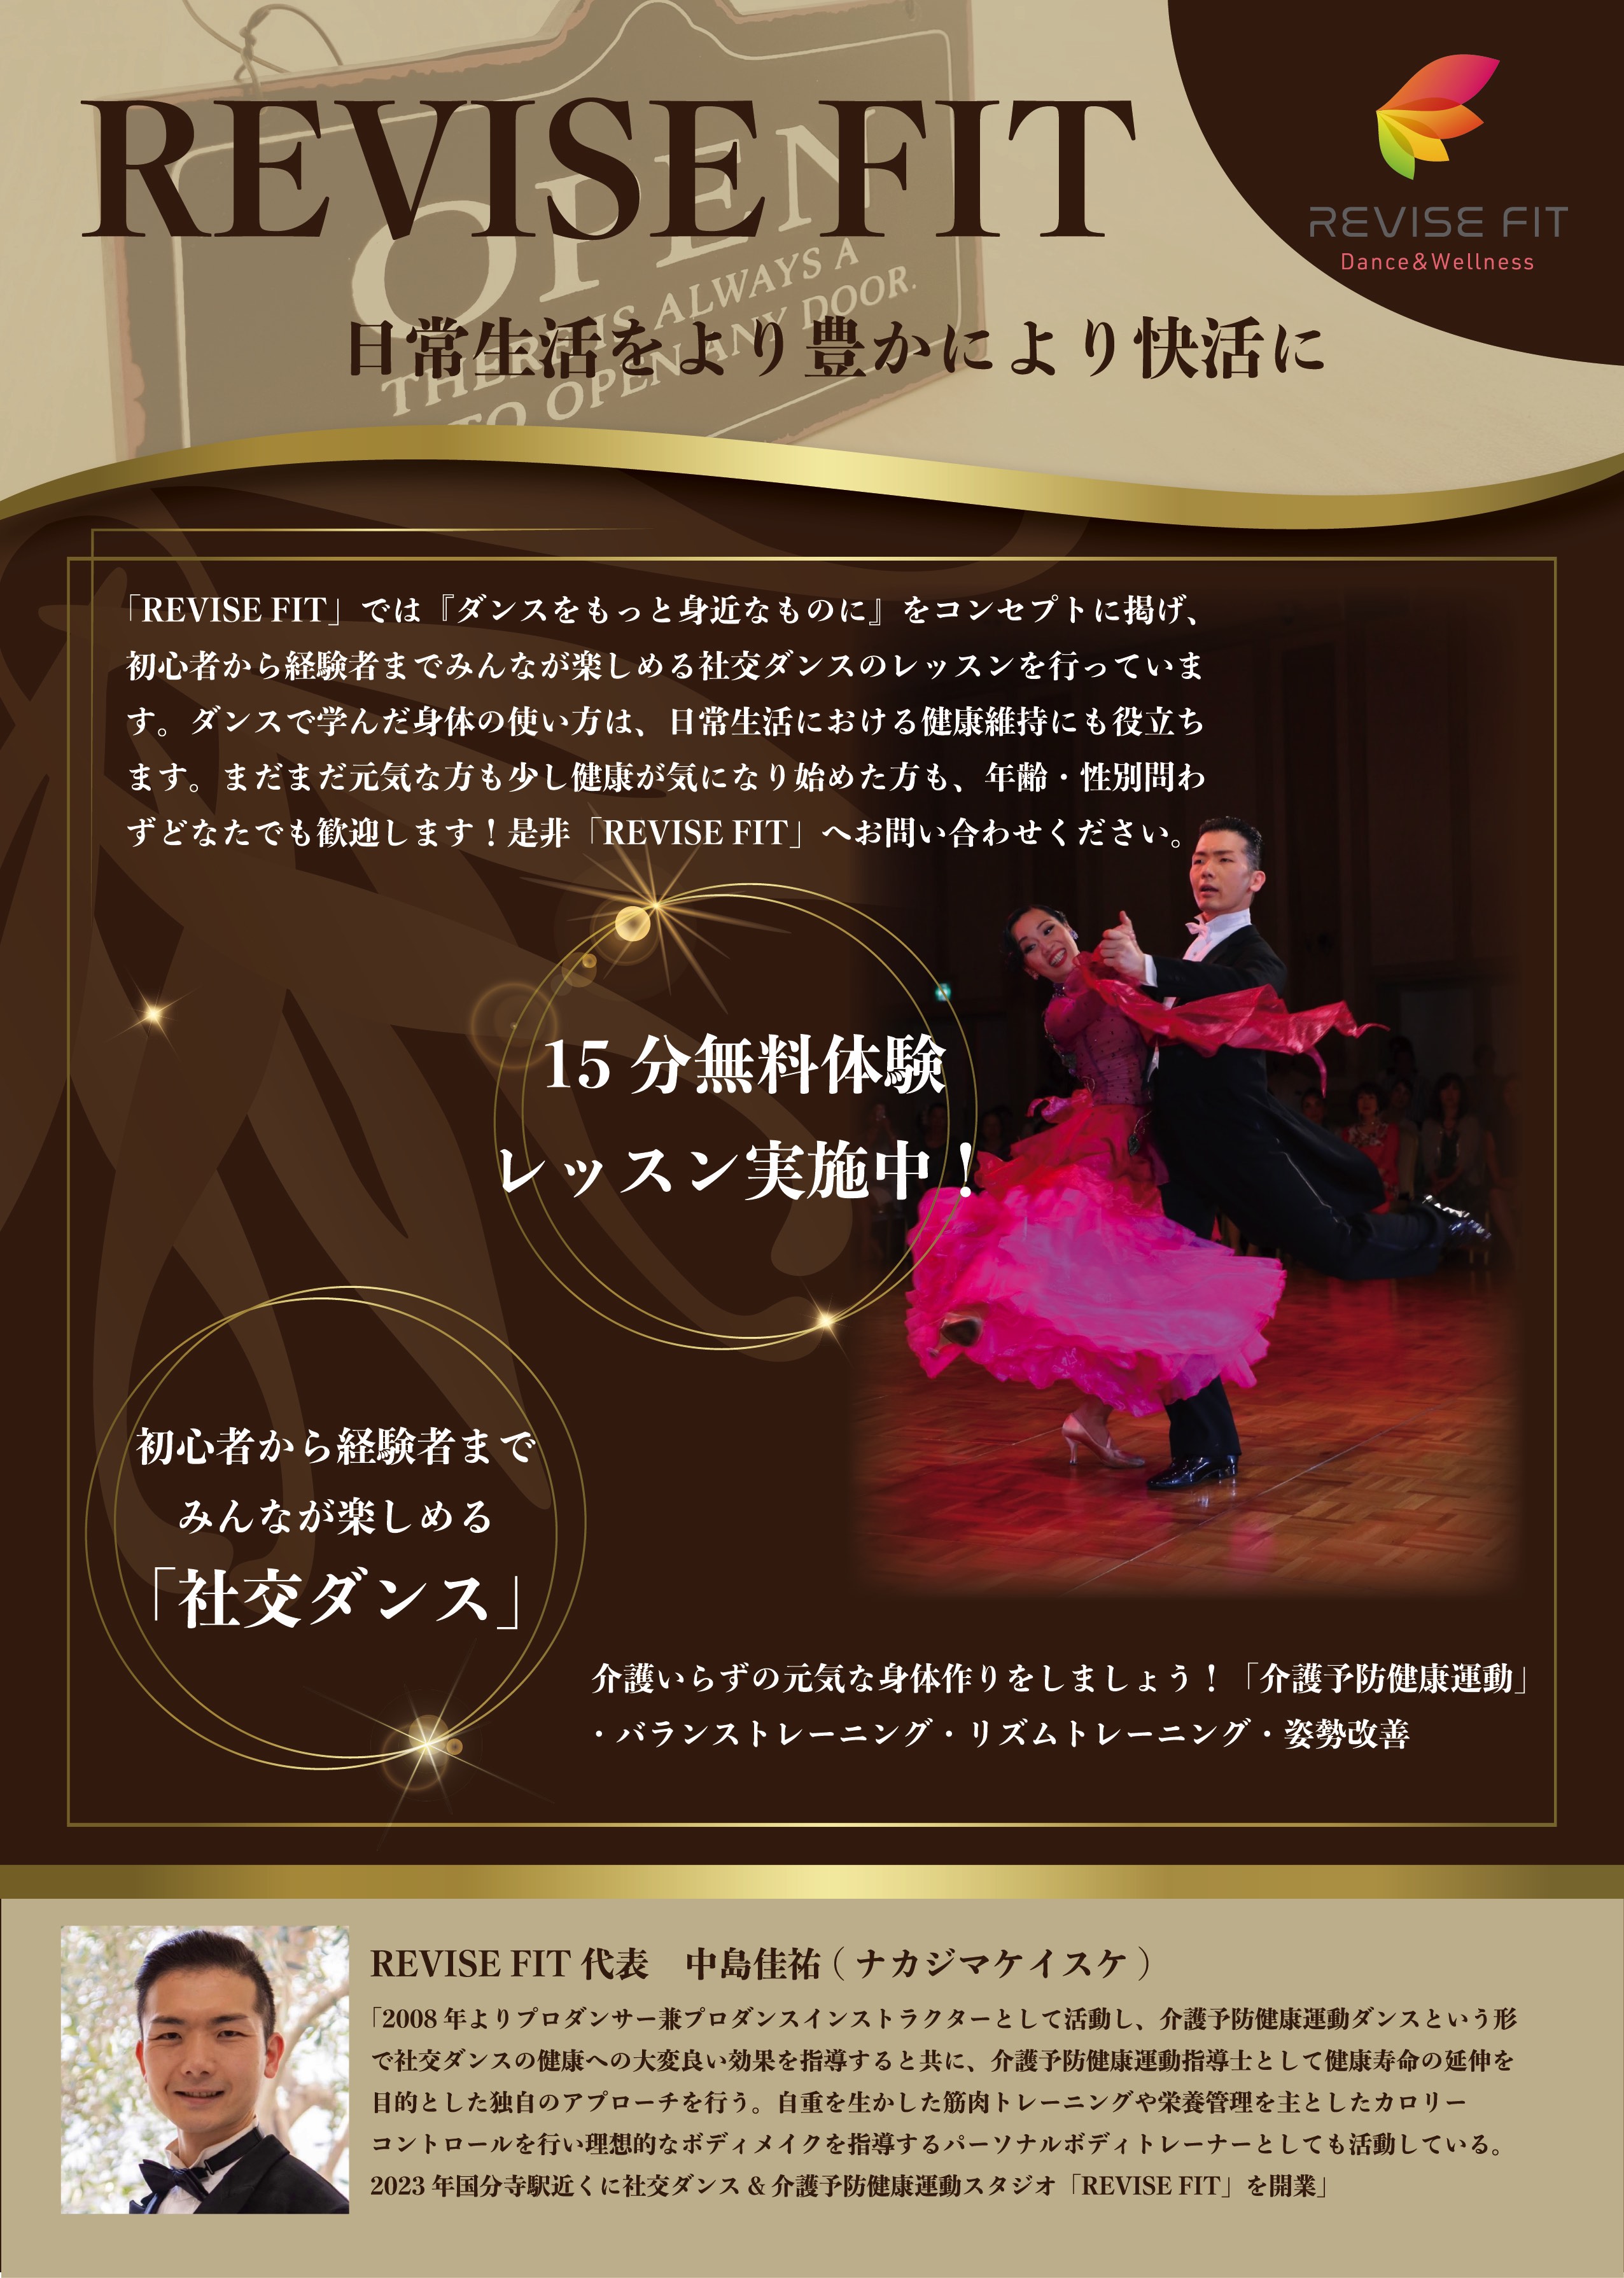 REVISE FIT
OPEN
THERE IS ALWAYS A
TO OPEN ANY DOOR.
REVISE FIT
Dance&Wellness
日常生活をより豊かにより快活に
「REVISE FIT」では『ダンスをもっと身近なものに』をコンセプトに掲げ、
初心者から経験者までみんなが楽しめる社交ダンスのレッスンを行っていま
す。ダンスで学んだ身体の使い方は、日常生活における健康維持にも役立ち
ます。まだまだ元気な方も少し健康が気になり始めた方も、年齢・性別問わ
ずどなたでも歓迎します！是非「REVISE FIT」へお問い合わせください。
15 分無料体験
レッスン実施中！
初心者から経験者まで
みんなが楽しめる
「社交ダンス」
介護いらずの元気な身体作りをしましょう！「介護予防健康運動」
・バランストレーニング・リズムトレーニング・姿勢改善
REVISE FIT 代表　中島佳祐 ( ナカジマケイスケ )
「2008 年よりプロダンサー兼プロダンスインストラクターとして活動し、介護予防健康運動ダンスという形
で社交ダンスの健康への大変良い効果を指導すると共に、介護予防健康運動指導士として健康寿命の延伸を
目的とした独自のアプローチを行う。自重を生かした筋肉トレーニングや栄養管理を主としたカロリー
コントロールを行い理想的なボディメイクを指導するパーソナルボディトレーナーとしても活動している。
2023 年国分寺駅近くに社交ダンス & 介護予防健康運動スタジオ「REVISE FIT」を開業」